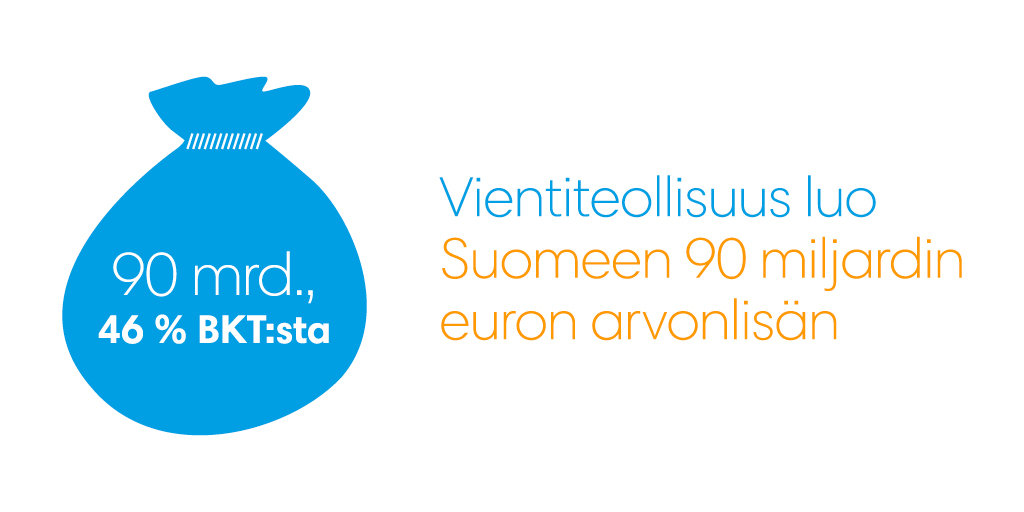 90 mrd.,
46 % BKT:sta
Vientiteollisuus luo
Suomeen 90 miljardin
euron arvonlisän